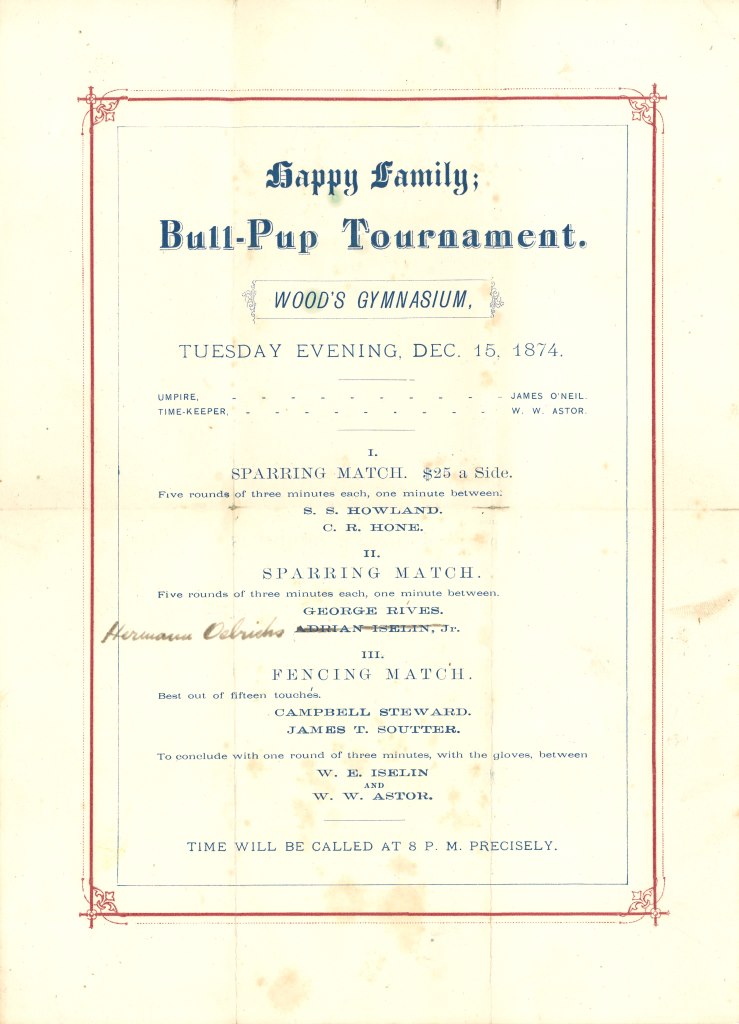 Happy Family;
Bull-Pup Tournament.
WOOD'S GYMNASIUM,
TUESDAY EVENING, DEC. 15, 1874.
UMPIRE, - - - - - - - - - - JAMES O'NEIL.
TIME-KEEPER, - - - - - - - - - - W. W. ASTOR.
I.
SPARRING MATCH. $25 a Side.
Five rounds of three minutes each, one minute between.
S. S. HOWLAND.
C. R. HONE.
II.
SPARRING MATCH.
Five rounds of three minutes each, one minute between.
GEORGE RIVES.
Hermann Oelrichs ADRIAN ISELIN, Jr.
III.
FENCING MATCH.
Best out of fifteen touches.
CAMPBELL STEWARD.
JAMES T. SOUTTER.
To conclude with one round of three minutes, with the gloves, between
W. E. ISELIN
AND
W. W. ASTOR.
TIME WILL BE CALLED AT 8 P. M. PRECISELY.